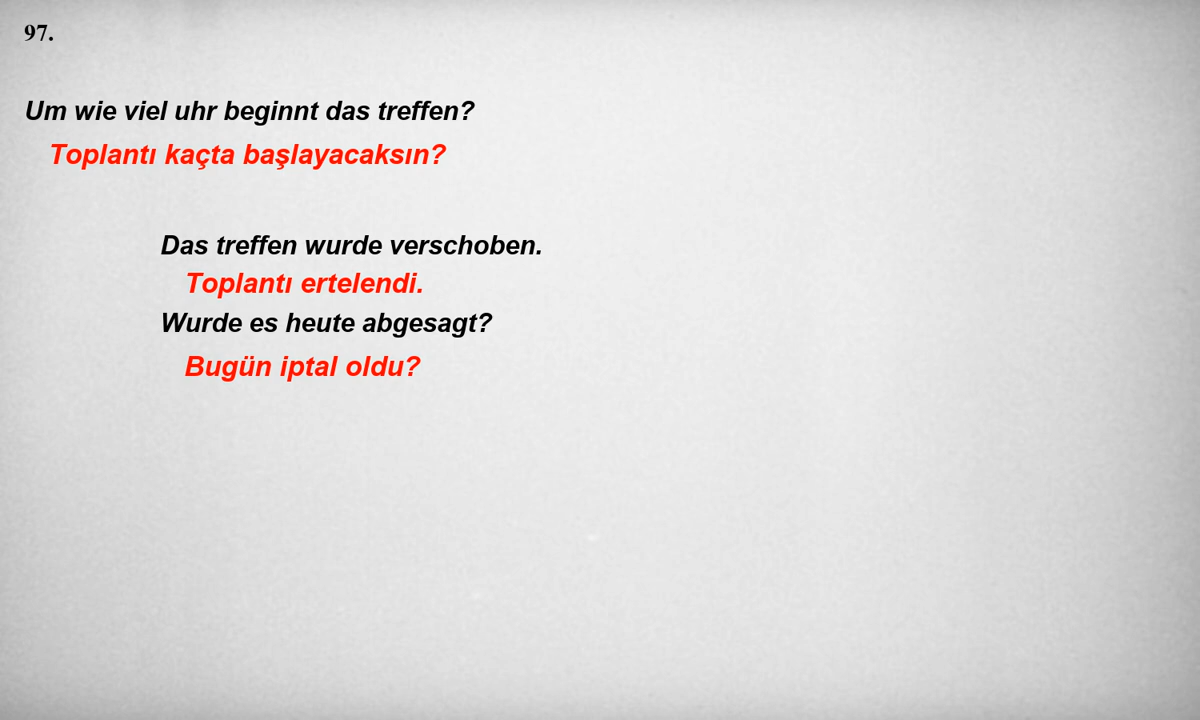 97.
Um wie viel uhr beginnt das treffen?
Toplantı kaçta başlayacaksın?
Das treffen wurde verschoben.
Toplantı ertelendi.
Wurde es heute abgesagt?
Bugün iptal oldu?